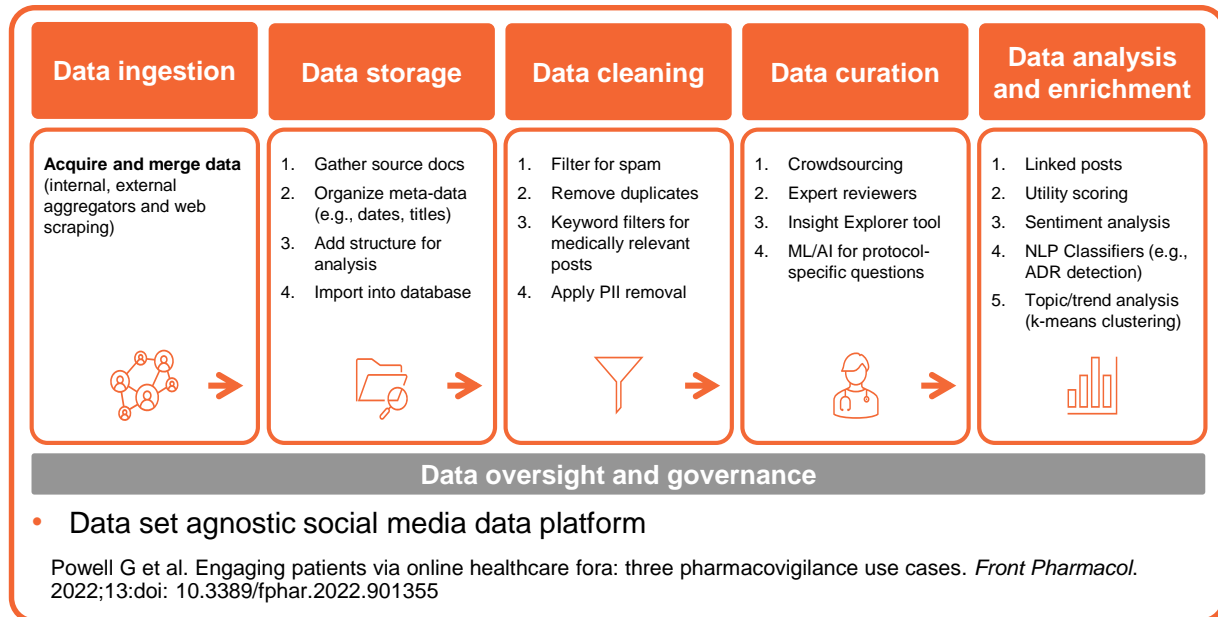 Data ingestion
Data storage
Data cleaning
Data curation
Data analysis
and enrichment
Acquire and merge data
(internal, external
aggregators and web
scraping)
1. Gather source docs
2. Organize meta-data
(e.g., dates, titles)
3. Add structure for
analysis
4. Import into database
1. Filter for spam
2. Remove duplicates
3. Keyword filters for
medically relevant
posts
4. Apply PII removal
1. Crowdsourcing
2. Expert reviewers
3. Insight Explorer tool
4. ML/AI for protocol-
specific questions
1. Linked posts
2. Utility scoring
3. Sentiment analysis
4. NLP Classifiers (e.g.,
ADR detection)
5. Topic/trend analysis
(k-means clustering)
Data oversight and governance
• Data set agnostic social media data platform
Powell G et al. Engaging patients via online healthcare fora: three pharmacovigilance use cases. Front Pharmacol.
2022;13:doi: 10.3389/fphar.2022.901355